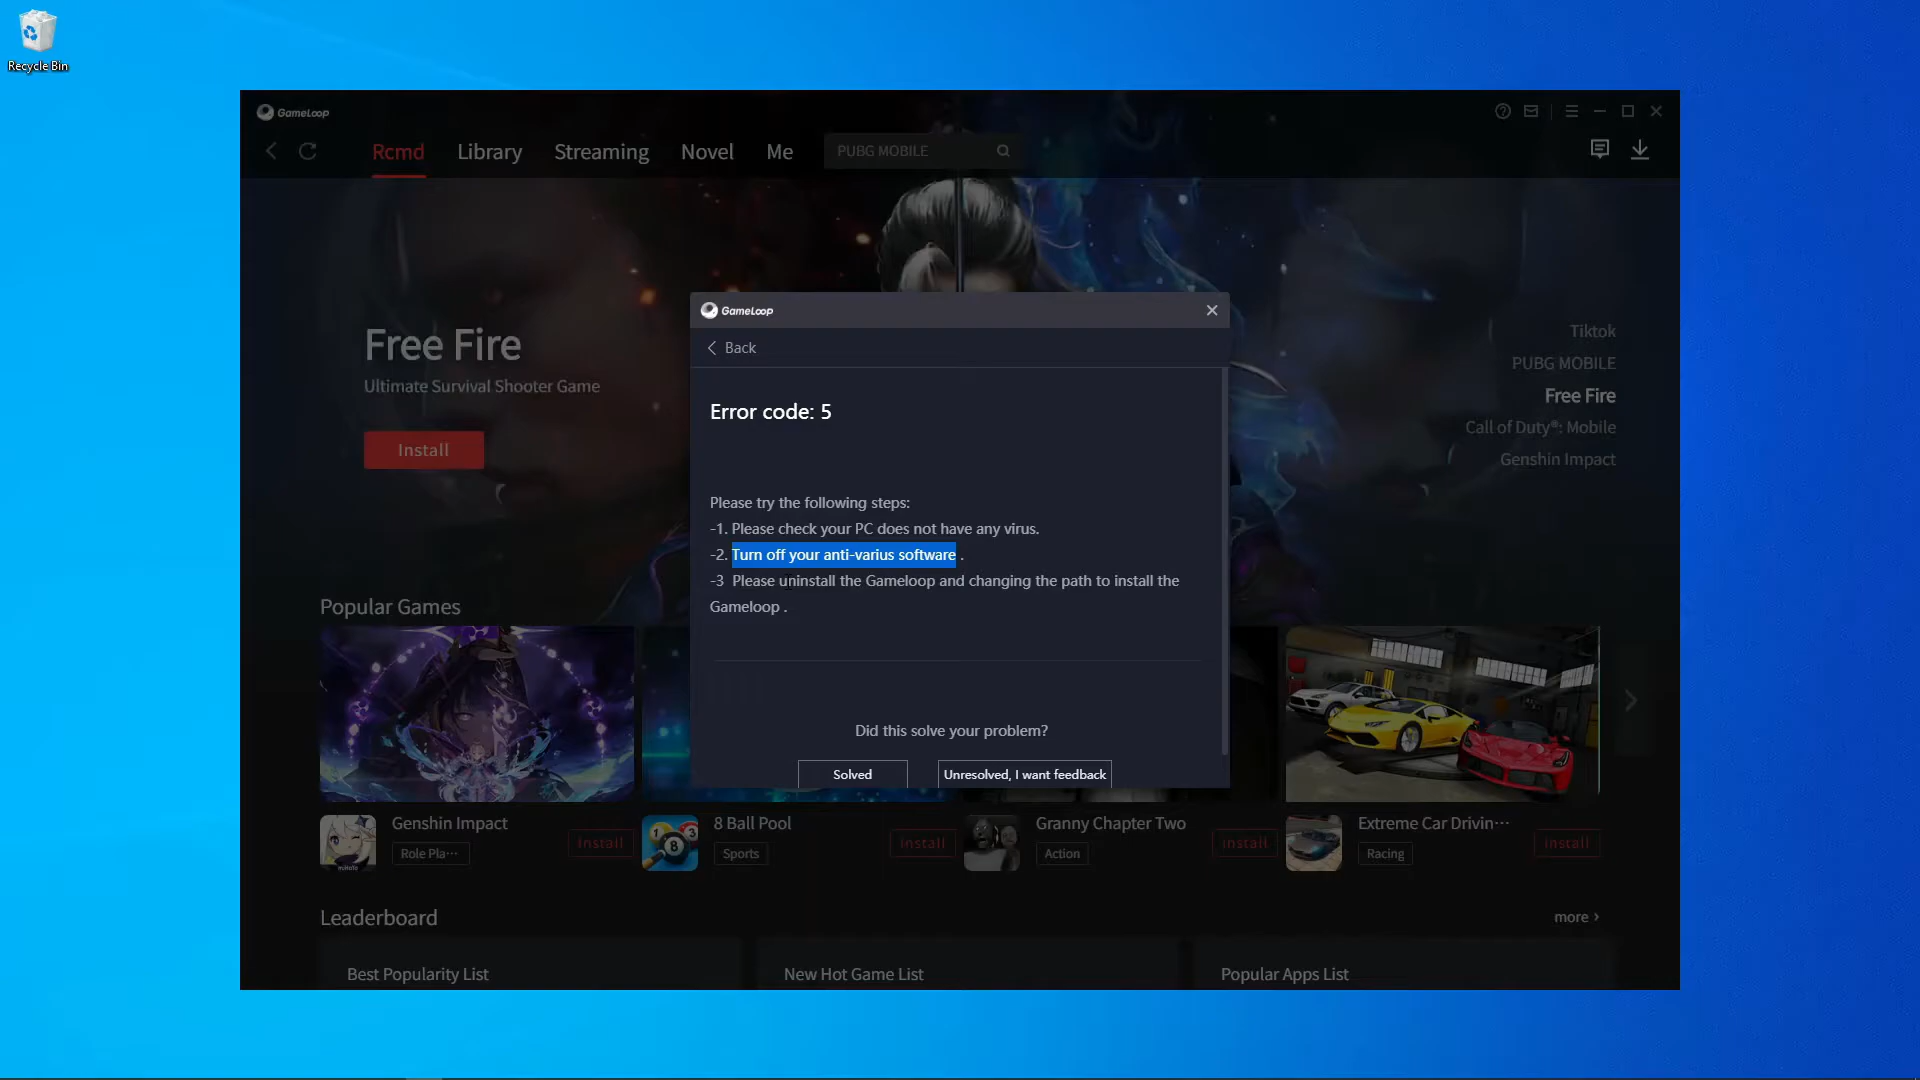 Recycle Bin
GameLoop
Rcmd
Library
Streaming
Novel
Me
PUBG MOBILE
Free Fire
Ultimate Survival Shooter Game
Install
Tiktok
PUBG MOBILE
Free Fire
Call of Duty®: Mobile
Genshin Impact
GameLoop
Back
Error code: 5
Please try the following steps:
-1. Please check your PC does not have any virus.
-2. Turn off your anti-varius software .
-3  Please uninstall the Gameloop and changing the path to install the
Gameloop .
Did this solve your problem?
Solved
Unresolved, I want feedback
Popular Games
Genshin Impact
Role Pla···
Install
8 Ball Pool
Sports
Install
Granny Chapter Two
Action
Install
Extreme Car Drivin···
Racing
Install
Leaderboard
more
Best Popularity List
New Hot Game List
Popular Apps List